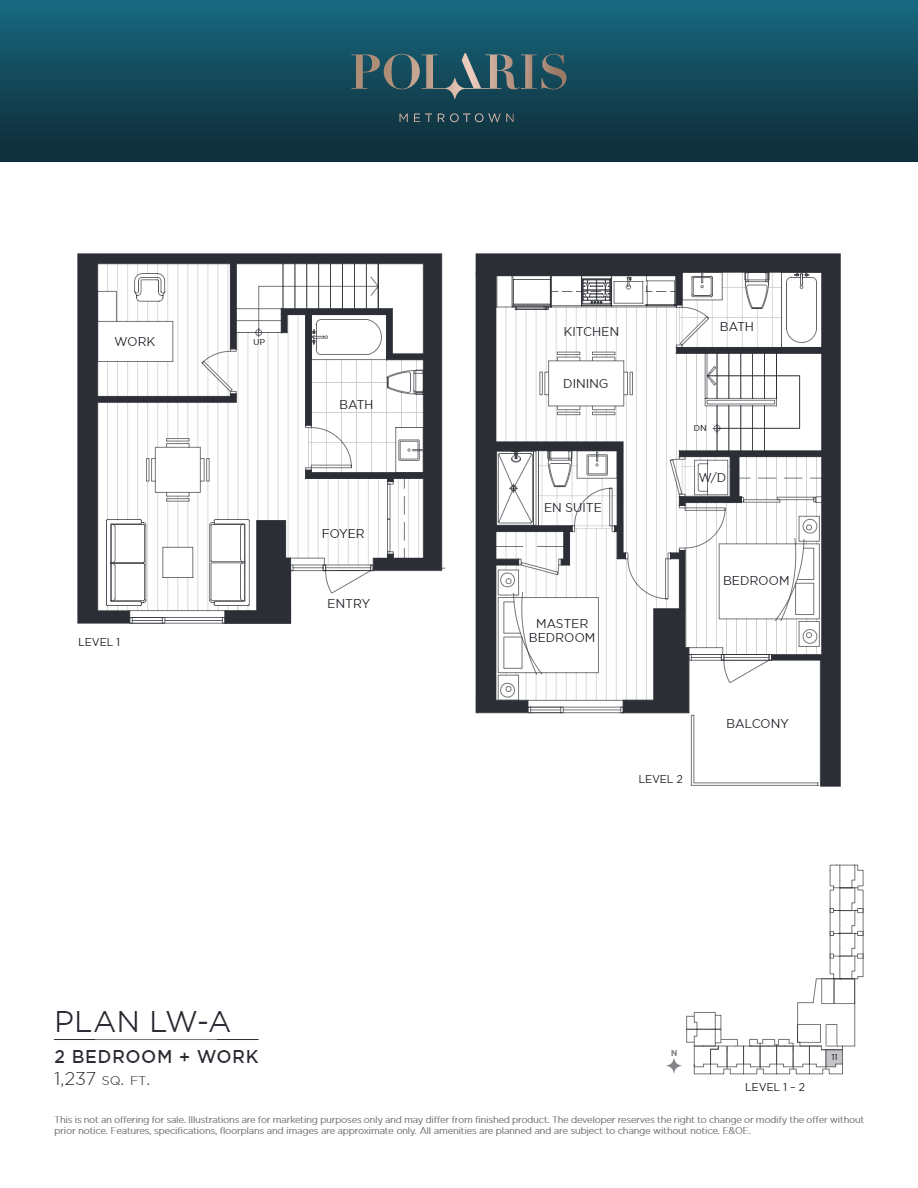 POLARIS
METROTOWN
WORK
UP
BATH
FOYER
ENTRY
LEVEL 1
KITCHEN
BATH
DINING
DN
W/D
EN SUITE
BEDROOM
MASTER
BEDROOM
BALCONY
LEVEL 2
PLAN LW-A
2 BEDROOM + WORK
1,237 SQ. FT.
N
11
LEVEL 1 – 2
This is not an offering for sale. Illustrations are for marketing purposes only and may differ from finished product. The developer reserves the right to change or modify the offer without
prior notice. Features, specifications, floorplans and images are approximate only. All amenities are planned and are subject to change without notice. E&OE.